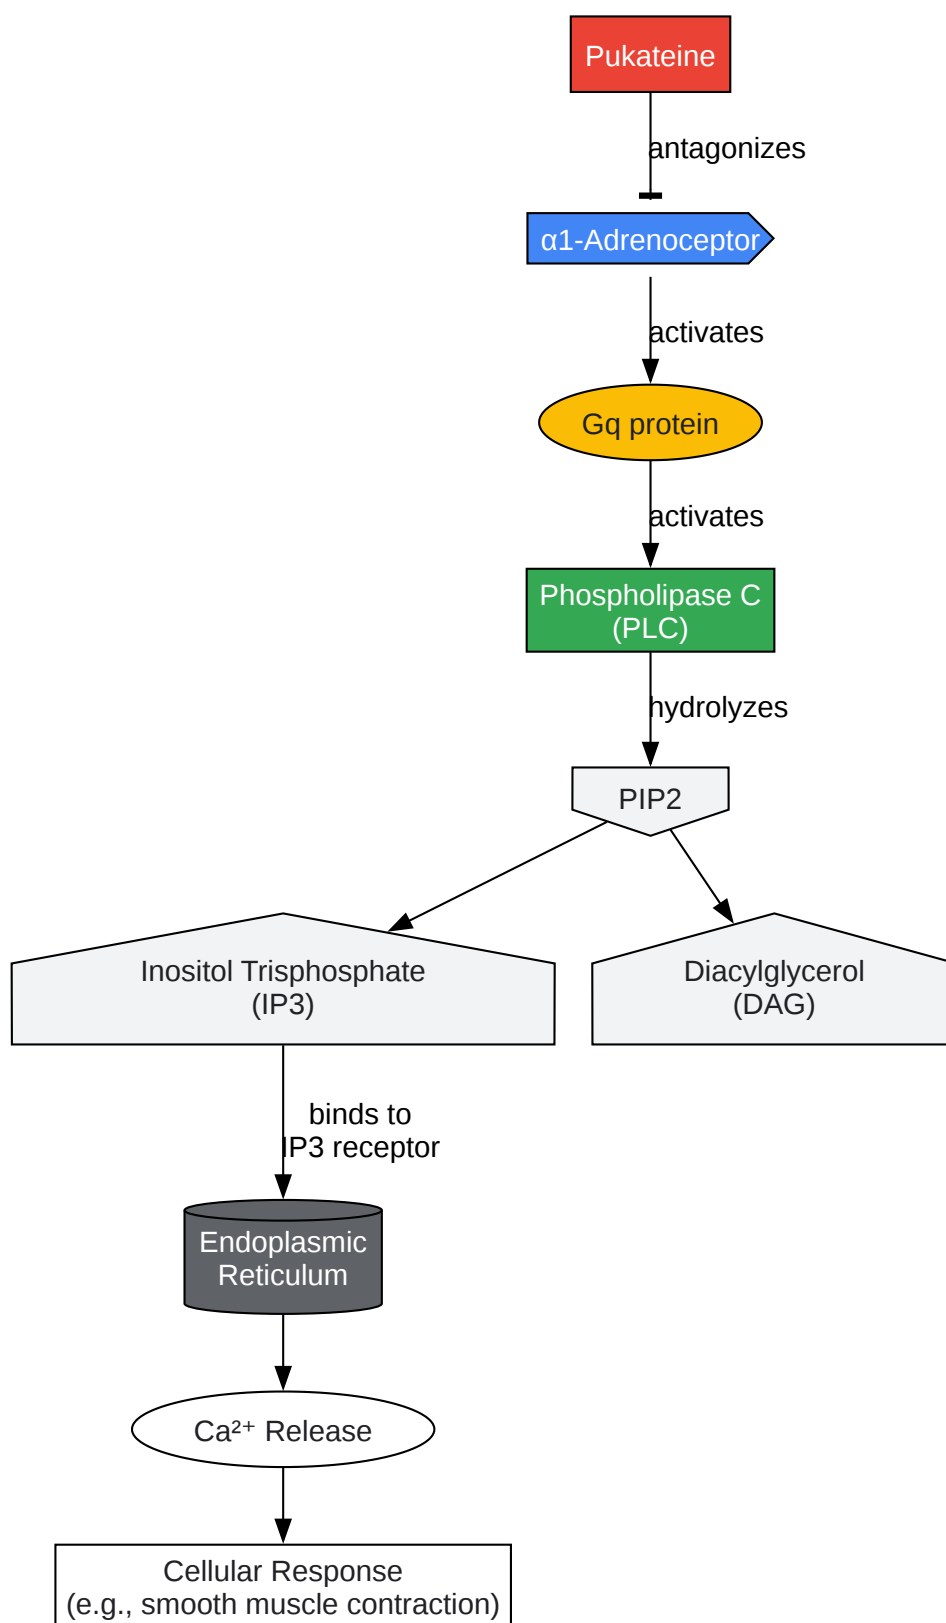 Pukateine
antagonizes
α1-Adrenoceptor
activates
Gq protein
activates
Phospholipase C
(PLC)
hydrolyzes
PIP2
Inositol Trisphosphate
(IP3)
Diacylglycerol
(DAG)
binds to
IP3 receptor
Endoplasmic
Reticulum
Ca²⁺ Release
Cellular Response
(e.g., smooth muscle contraction)